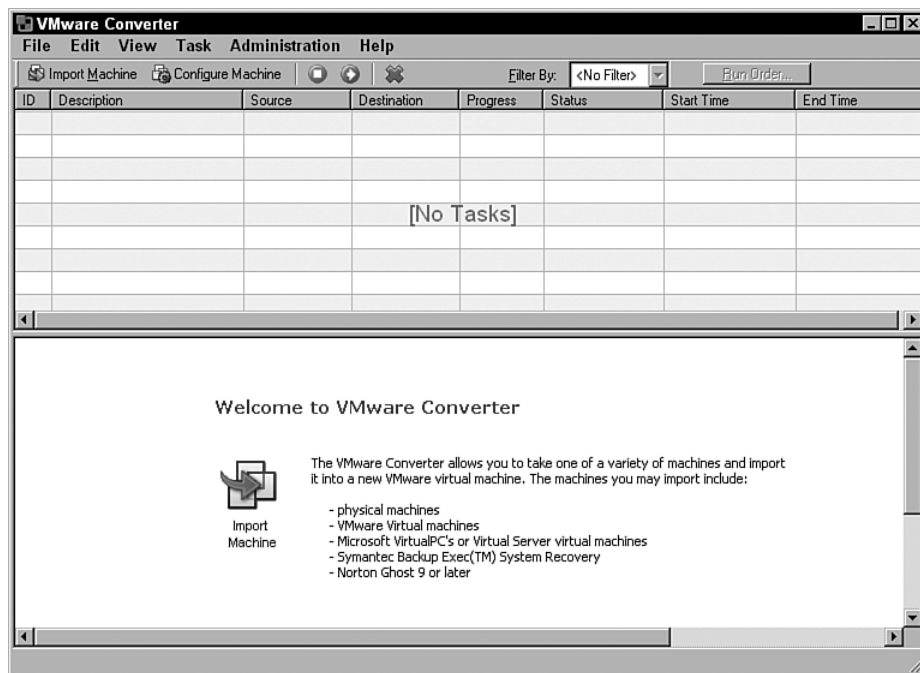 VMware Converter
File Edit View Task Administration Help
Import Machine Configure Machine Filter By: <No Filter> Run Order...
ID Description Source Destination Progress Status Start Time End Time
[No Tasks]
Welcome to VMware Converter
The VMware Converter allows you to take one of a variety of machines and import
it into a new VMware virtual machine. The machines you may import include:
- physical machines
- VMware Virtual machines
- Microsoft VirtualPC's or Virtual Server virtual machines
- Symantec Backup Exec(TM) System Recovery
- Norton Ghost 9 or later
Import
Machine